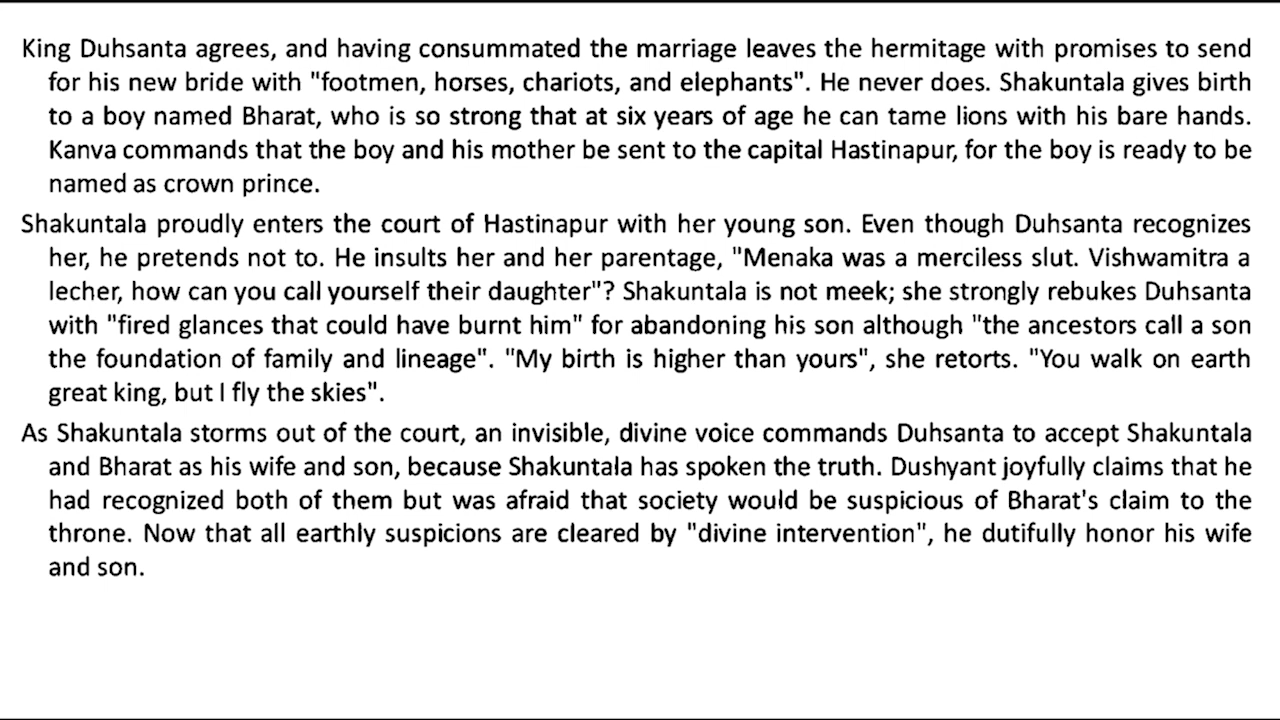 King Duhsanta agrees, and having consummated the marriage leaves the hermitage with promises to send
for his new bride with "footmen, horses, chariots, and elephants". He never does. Shakuntala gives birth
to a boy named Bharat, who is so strong that at six years of age he can tame lions with his bare hands.
Kanva commands that the boy and his mother be sent to the capital Hastinapur, for the boy is ready to be
named as crown prince.
Shakuntala proudly enters the court of Hastinapur with her young son. Even though Duhsanta recognizes
her, he pretends not to. He insults her and her parentage, "Menaka was a merciless slut. Vishwamitra a
lecher, how can you call yourself their daughter"? Shakuntala is not meek; she strongly rebukes Duhsanta
with "fired glances that could have burnt him" for abandoning his son although "the ancestors call a son
the foundation of family and lineage". "My birth is higher than yours", she retorts. "You walk on earth
great king, but I fly the skies".
As Shakuntala storms out of the court, an invisible, divine voice commands Duhsanta to accept Shakuntala
and Bharat as his wife and son, because Shakuntala has spoken the truth. Dushyant joyfully claims that he
had recognized both of them but was afraid that society would be suspicious of Bharat's claim to the
throne. Now that all earthly suspicions are cleared by "divine intervention", he dutifully honor his wife
and son.